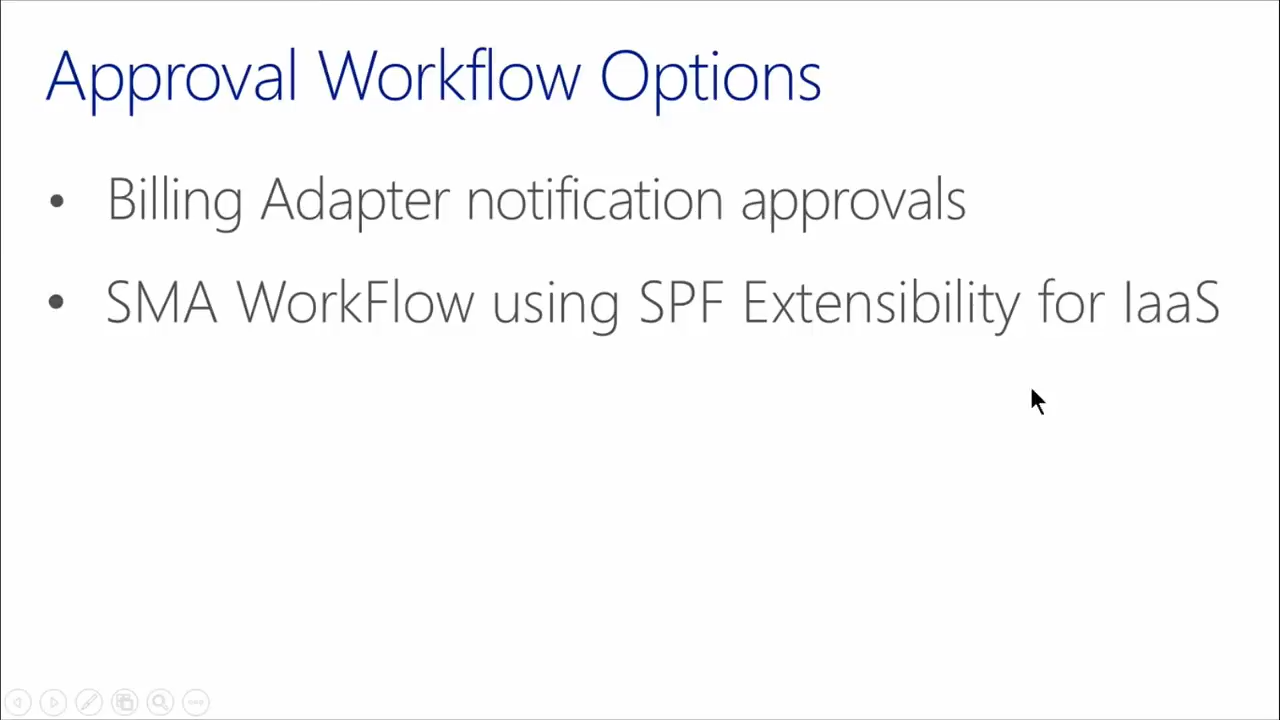 Approval Workflow Options
• Billing Adapter notification approvals
• SMA WorkFlow using SPF Extensibility for IaaS